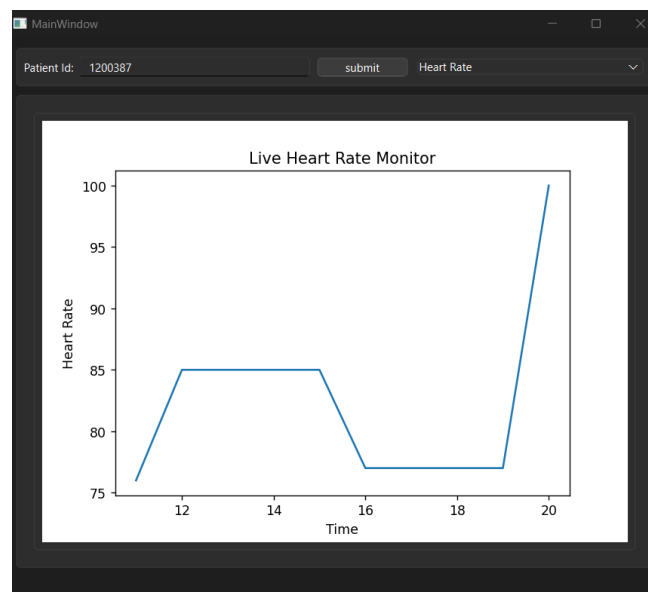 MainWindow
Patient Id: 1200387 submit Heart Rate
Live Heart Rate Monitor
100
95
90
85
80
75
Heart Rate
12 14 16 18 20
Time